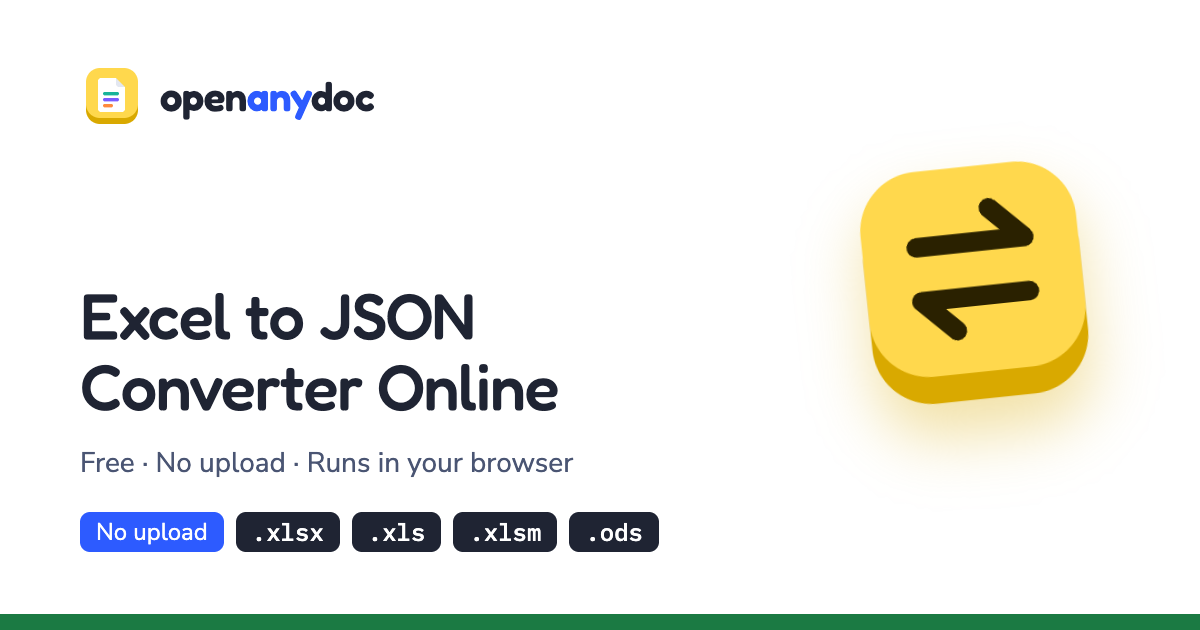 openanydoc
Excel to JSON
Converter Online
Free · No upload · Runs in your browser
No upload .xlsx .xls .xlsm .ods